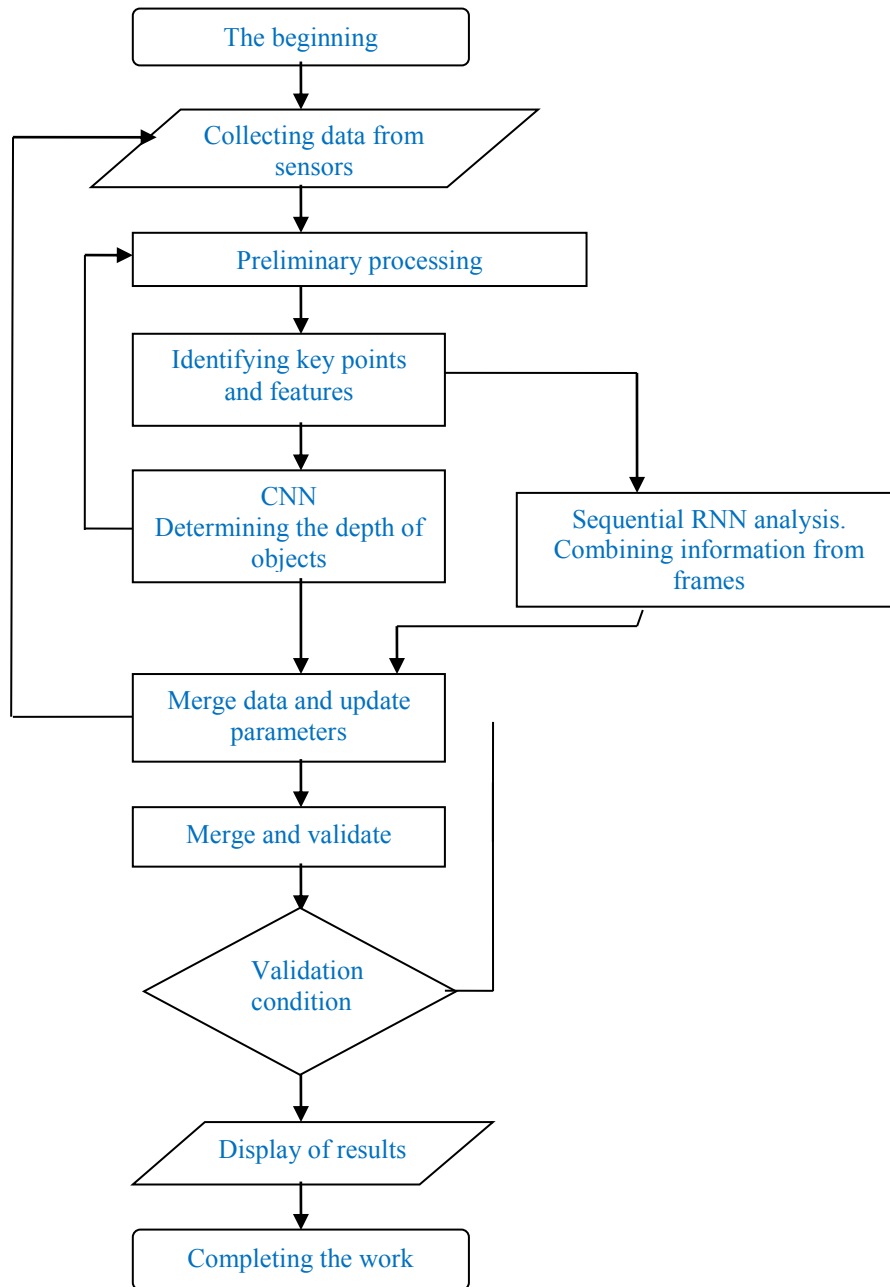 The beginning
Collecting data from
sensors
Preliminary processing
Identifying key points
and features
CNN
Determining the depth of
objects
Sequential RNN analysis.
Combining information from
frames
Merge data and update
parameters
Merge and validate
Validation
condition
Display of results
Completing the work